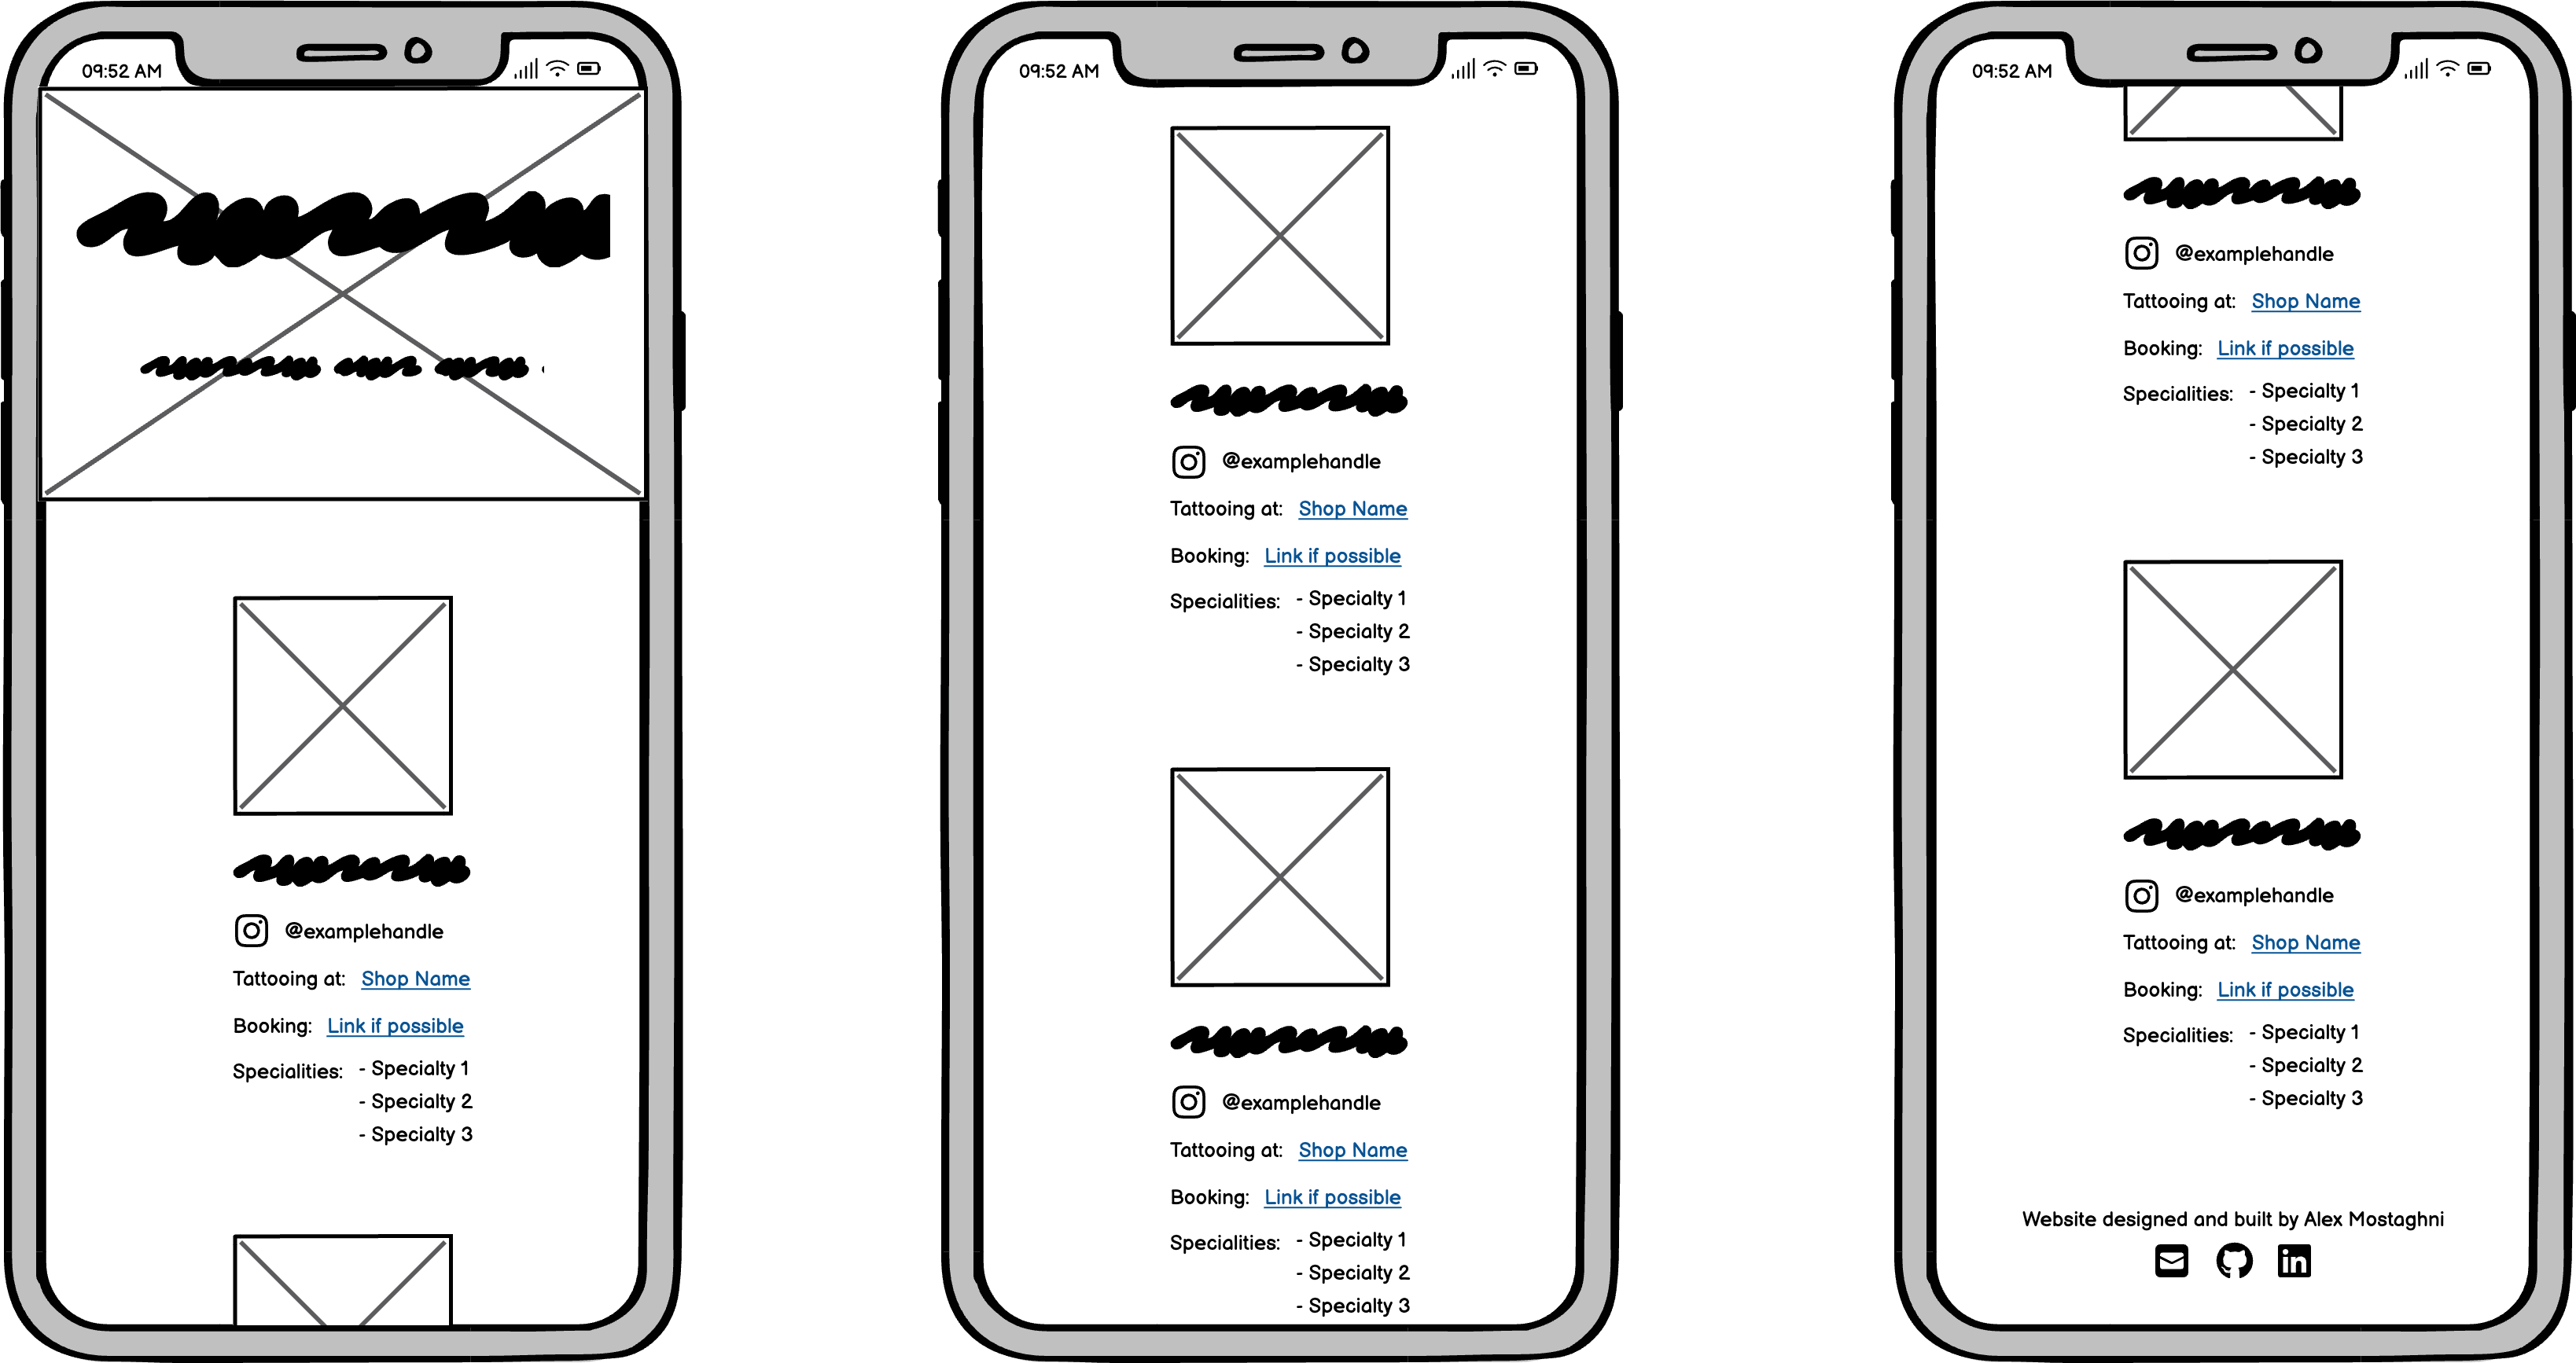 09:52 AM
@examplehandle
Tattooing at: Shop Name
Booking: Link if possible
Specialities: - Specialty 1
- Specialty 2
- Specialty 3
09:52 AM
@examplehandle
Tattooing at: Shop Name
Booking: Link if possible
Specialities: - Specialty 1
- Specialty 2
- Specialty 3
@examplehandle
Tattooing at: Shop Name
Booking: Link if possible
Specialities: - Specialty 1
- Specialty 2
- Specialty 3
09:52 AM
@examplehandle
Tattooing at: Shop Name
Booking: Link if possible
Specialities: - Specialty 1
- Specialty 2
- Specialty 3
@examplehandle
Tattooing at: Shop Name
Booking: Link if possible
Specialities: - Specialty 1
- Specialty 2
- Specialty 3
Website designed and built by Alex Mostaghni
in